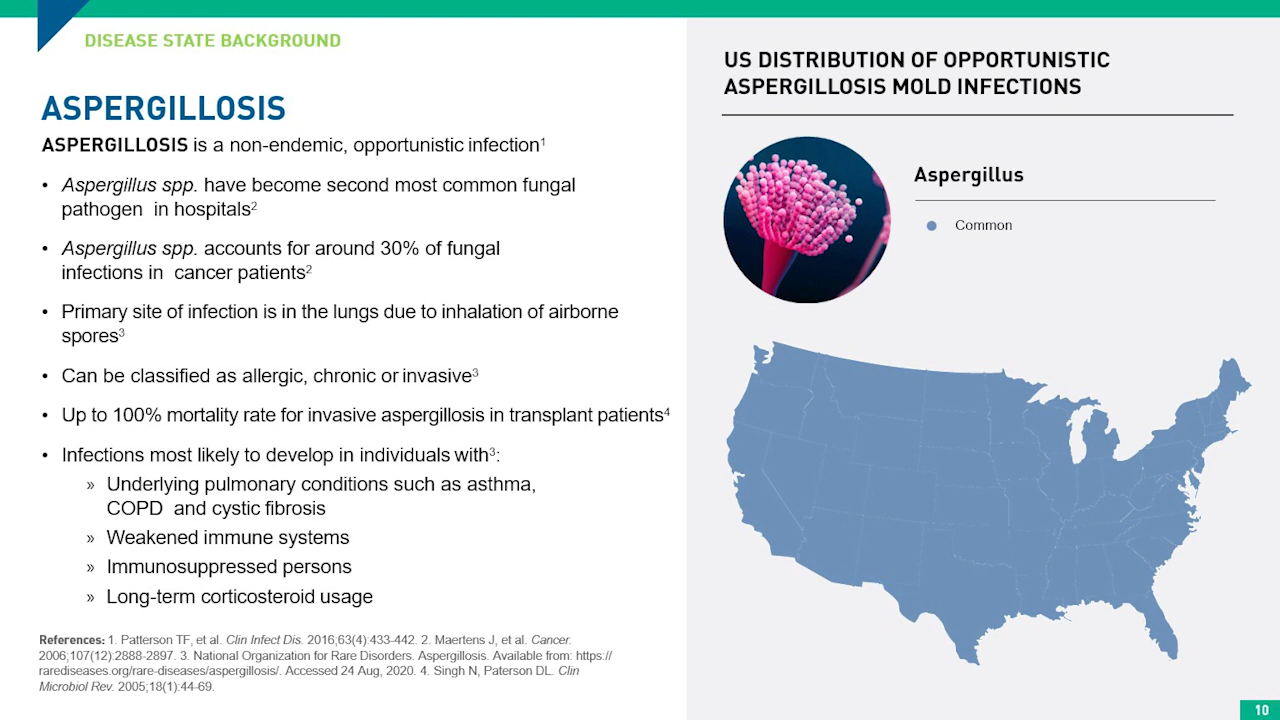 DISEASE STATE BACKGROUND
ASPERGILLOSIS
ASPERGILLOSIS is a non-endemic, opportunistic infection1
• Aspergillus spp. have become second most common fungal
pathogen in hospitals2
• Aspergillus spp. accounts for around 30% of fungal
infections in cancer patients2
• Primary site of infection is in the lungs due to inhalation of airborne
spores3
• Can be classified as allergic, chronic or invasive3
• Up to 100% mortality rate for invasive aspergillosis in transplant patients4
• Infections most likely to develop in individuals with3:
» Underlying pulmonary conditions such as asthma,
COPD and cystic fibrosis
» Weakened immune systems
» Immunosuppressed persons
» Long-term corticosteroid usage
References: 1. Patterson TF, et al. Clin Infect Dis. 2016;63(4):433-442. 2. Maertens J, et al. Cancer.
2006;107(12):2888-2897. 3. National Organization for Rare Disorders. Aspergillosis. Available from: https://
rarediseases.org/rare-diseases/aspergillosis/. Accessed 24 Aug, 2020. 4. Singh N, Paterson DL. Clin
Microbiol Rev. 2005;18(1):44-69.
US DISTRIBUTION OF OPPORTUNISTIC
ASPERGILLOSIS MOLD INFECTIONS
Aspergillus
Common
10